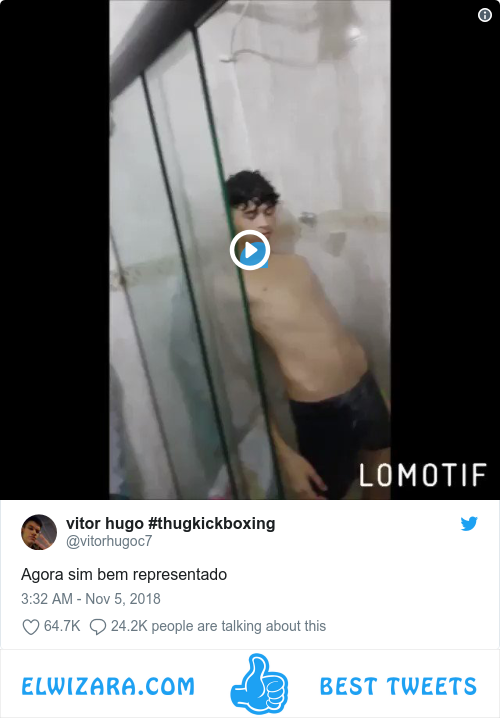 LOMOTIF
vitor hugo #thugkickboxing
@vitorhugoc7
Agora sim bem representado
3:32 AM - Nov 5, 2018
64.7K 24.2K people are talking about this
ELWIZARA.COM BEST TWEETS